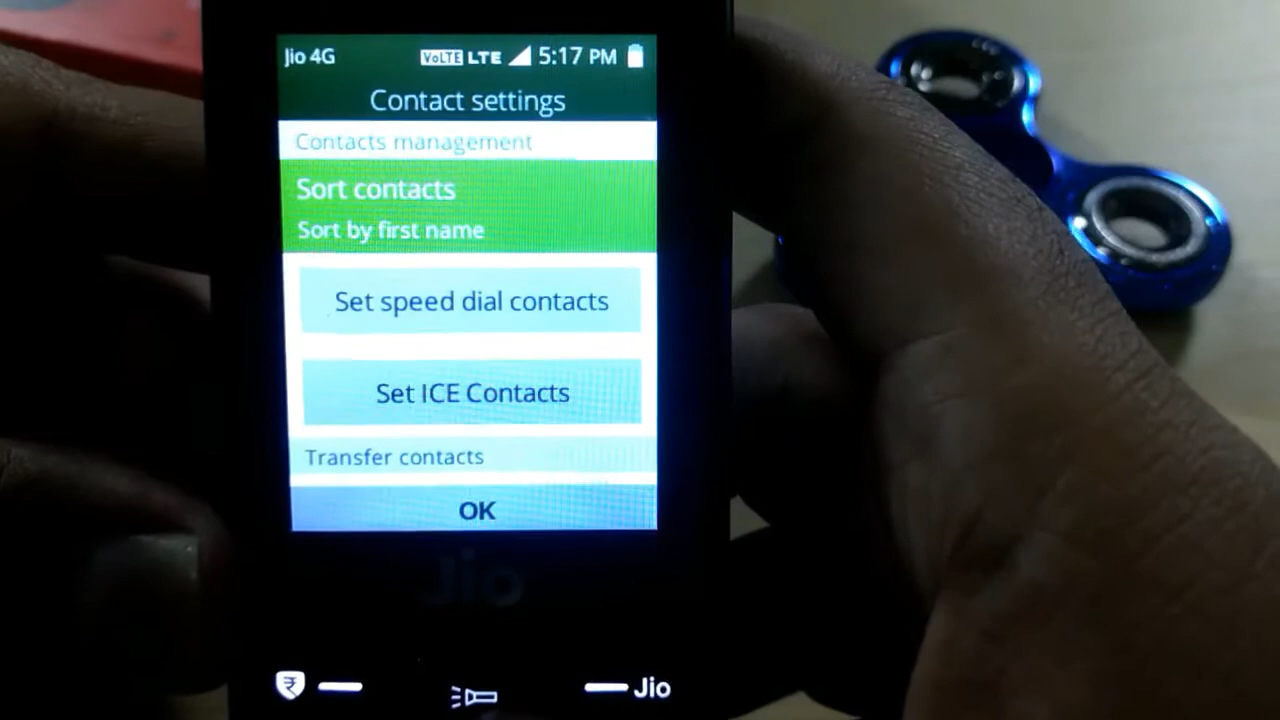 Jio 4G VoLTE LTE 5:17 PM
Contact settings
Contacts management
Sort contacts
Sort by first name
Set speed dial contacts
Set ICE Contacts
Transfer contacts
OK
Jio
₹ Jio